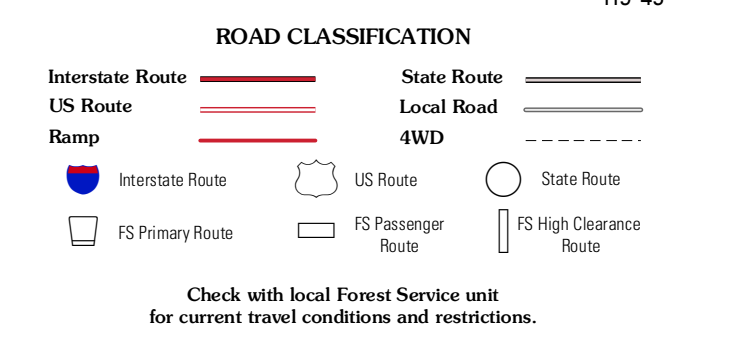 ROAD CLASSIFICATION
Interstate Route State Route
US Route Local Road
Ramp 4WD
Interstate Route US Route State Route
FS Primary Route FS Passenger Route FS High Clearance Route
Check with local Forest Service unit
for current travel conditions and restrictions.